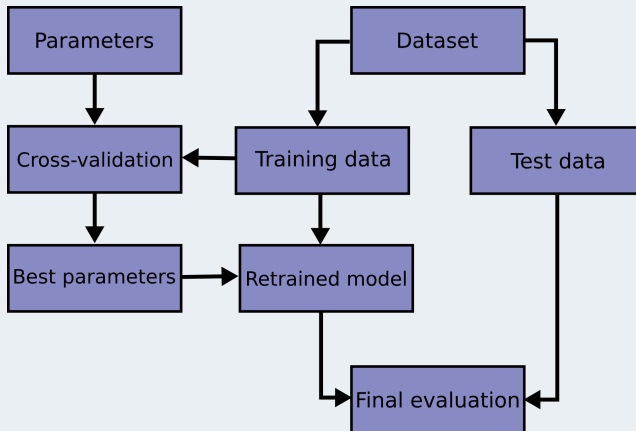 Parameters
Dataset
Cross-validation
Training data
Test data
Best parameters
Retrained model
Final evaluation